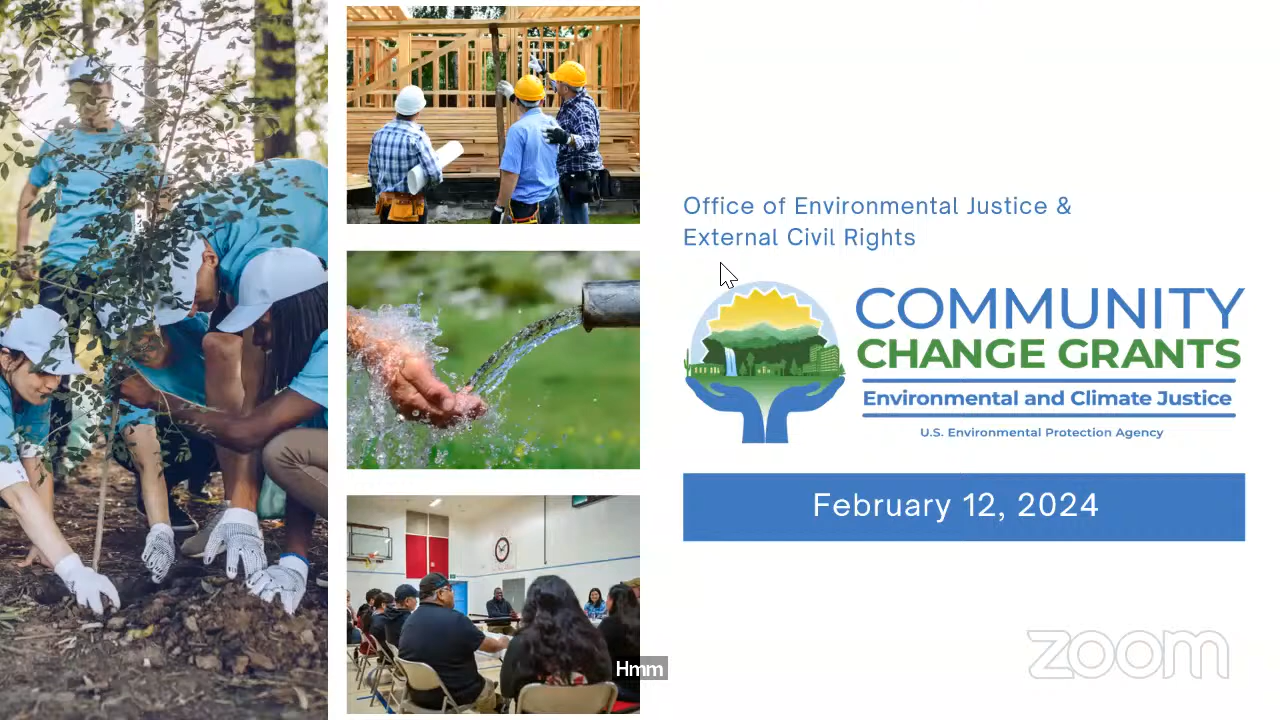 Office of Environmental Justice &
External Civil Rights
COMMUNITY
CHANGE GRANTS
Environmental and Climate Justice
U.S. Environmental Protection Agency
February 12, 2024
zoom
Hmm